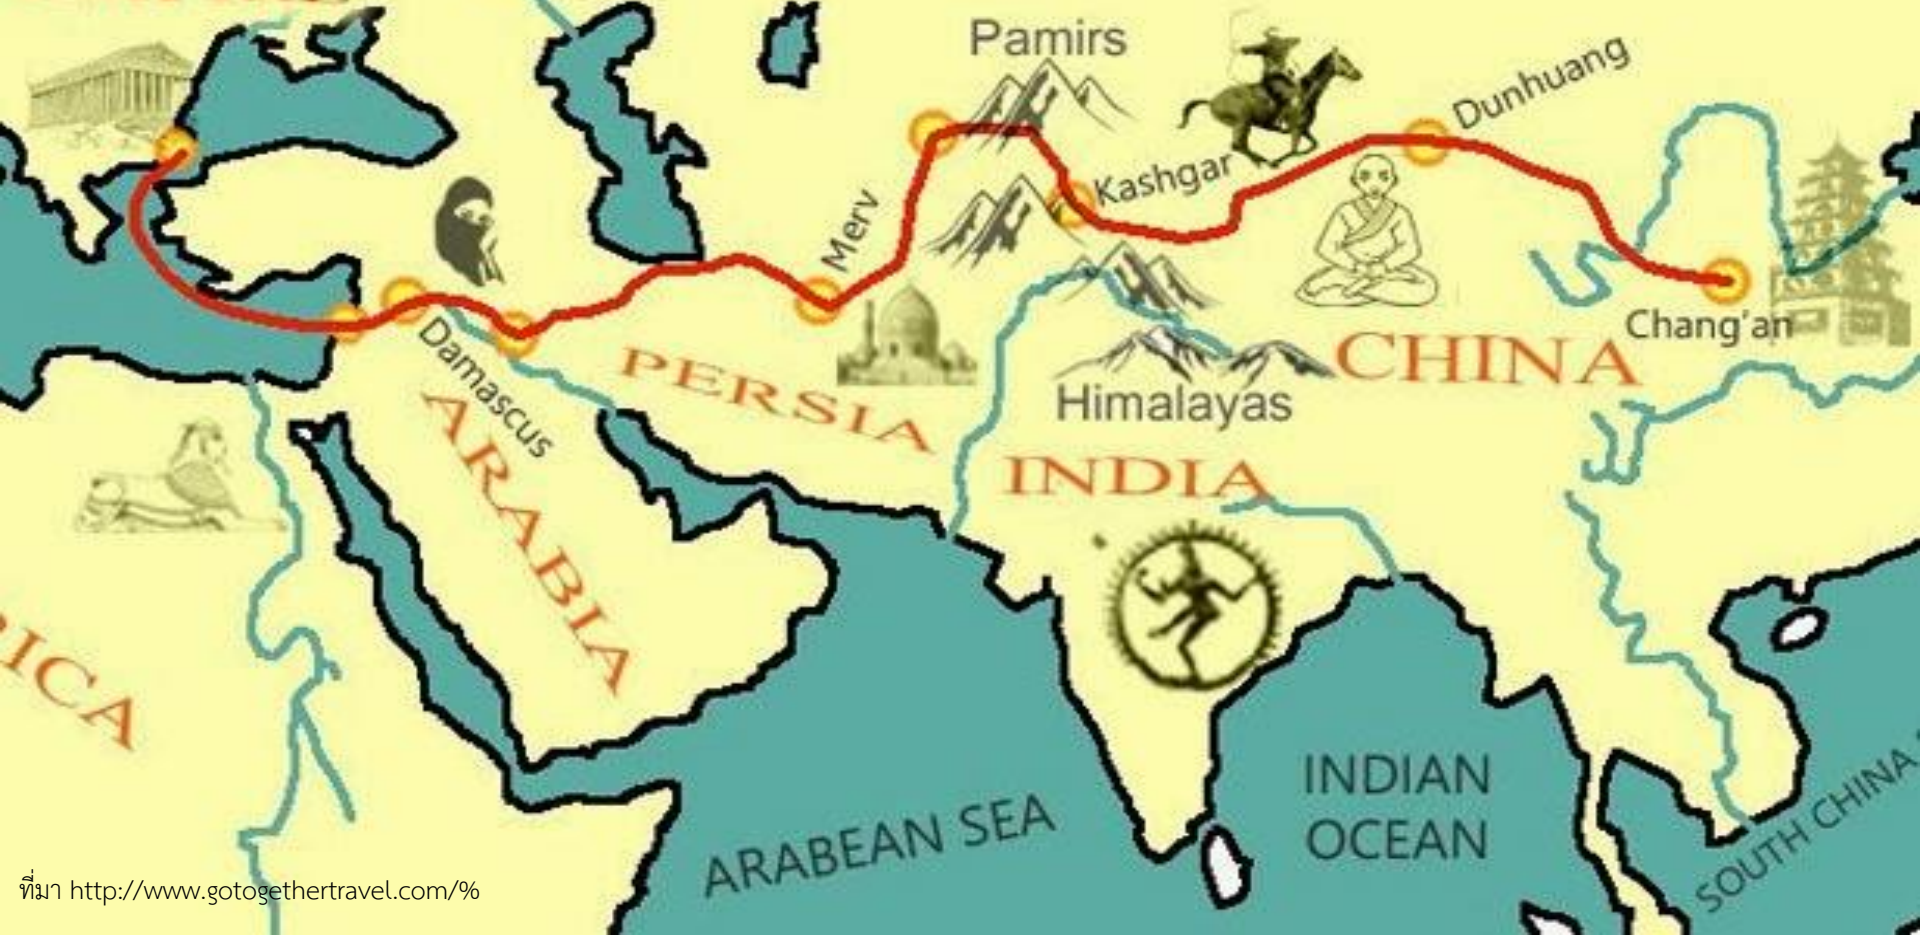 Pamirs
Dunhuang
Kashgar
Merv
Chang'an
Damascus
PERSIA
CHINA
Himalayas
ARABIA
INDIA
RICA
INDIAN
OCEAN
ARABEAN SEA
SOUTH CHINA
ที่มา http://www.gotogethertravel.com/%